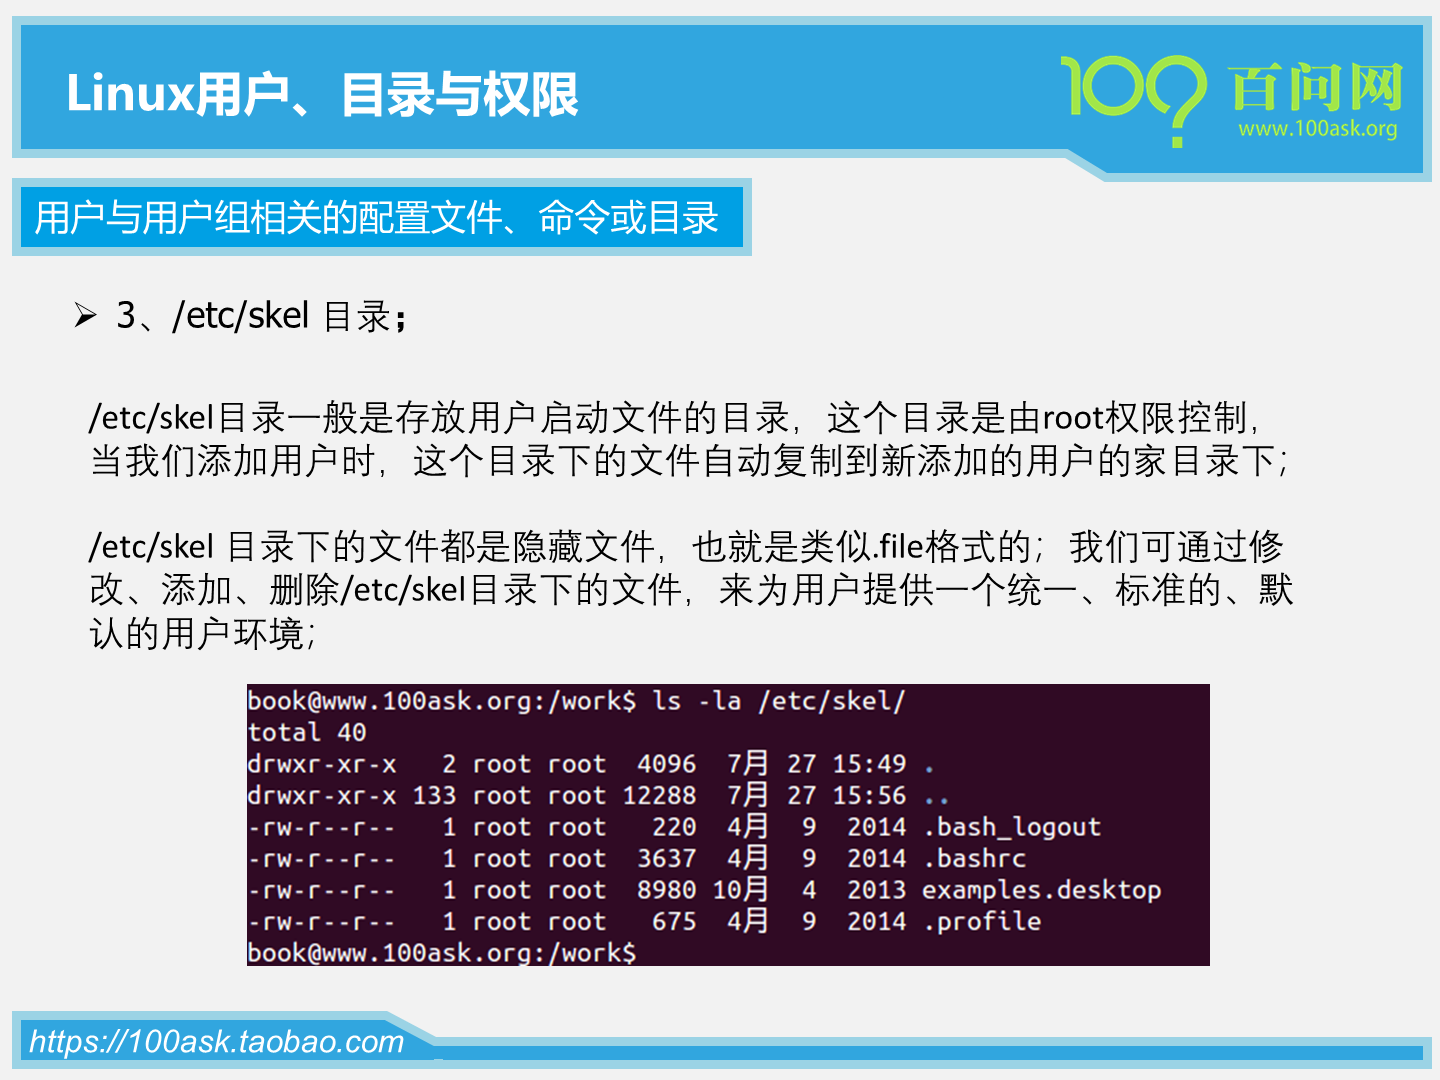 Linux用户、目录与权限
100?
百问网
www.100ask.org
用户与用户组相关的配置文件、命令或目录
➢ 3、/etc/skel 目录；
/etc/skel目录一般是存放用户启动文件的目录，这个目录是由root权限控制，
当我们添加用户时，这个目录下的文件自动复制到新添加的用户的家目录下；
/etc/skel 目录下的文件都是隐藏文件，也就是类似.file格式的；我们可通过修
改、添加、删除/etc/skel目录下的文件，来为用户提供一个统一、标准的、默
认的用户环境；
book@www.100ask.org:/work$ ls -la /etc/skel/
total 40
drwxr-xr-x   2 root root  4096  7月 27 15:49 .
drwxr-xr-x 133 root root 12288  7月 27 15:56 ..
-rw-r--r--   1 root root   220  4月  9  2014 .bash_logout
-rw-r--r--   1 root root  3637  4月  9  2014 .bashrc
-rw-r--r--   1 root root  8980 10月  4  2013 examples.desktop
-rw-r--r--   1 root root   675  4月  9  2014 .profile
book@www.100ask.org:/work$
https://100ask.taobao.com